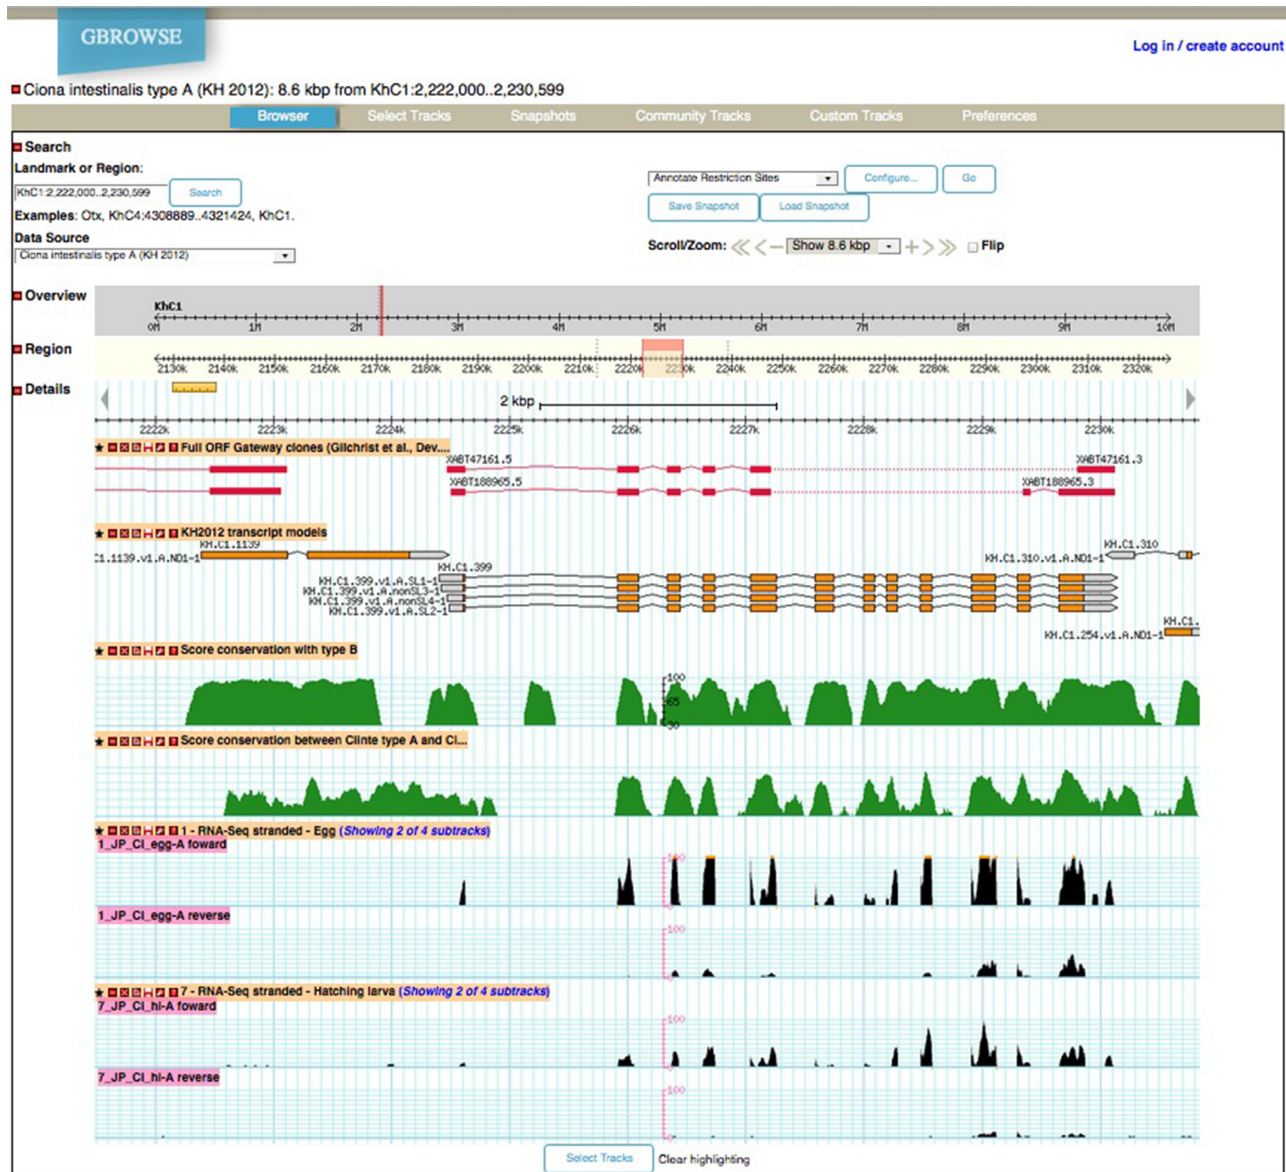 GBROWSE
Log in / create account
Ciona intestinalis type A (KH 2012): 8.6 kbp from KhC1:2,222,000..2,230,599
Browser Select Tracks Snapshots Community Tracks Custom Tracks Preferences
Search
Landmark or Region:
KhC1:2,222,000..2,230,599 Search
Annotate Restriction Sites Configure... Go
Save Snapshot Load Snapshot
Examples: Otx, KhC4:4308889..4321424, KhC1.
Data Source
Ciona intestinalis type A (KH 2012)
Scroll/Zoom: Show 8.6 kbp Flip
Overview
KhC1
0M 1M 2M 3M 4M 5M 6M 7M 8M 9M 10M
Region
2130k 2140k 2150k 2160k 2170k 2180k 2190k 2200k 2210k 2220k 2230k 2240k 2250k 2260k 2270k 2280k 2290k 2300k 2310k 2320k
Details
2 kbp
2222k 2223k 2224k 2225k 2226k 2227k 2228k 2229k 2230k
Full ORF Gateway clones (Gilchrist et al., Dev....
XABT47161.5 XABT47161.3
XABT188965.5 XABT188965.3
KH2012 transcript models
KH.C1.1139 KH.C1.310
C1.1139.v1.A.ND1-1 KH.C1.310.v1.A.ND1-1
KH.C1.399
KH.C1.399.v1.A.SL1-1
KH.C1.399.v1.A.nonSL3-1
KH.C1.399.v1.A.nonSL4-1
KH.C1.399.v1.A.SL2-1
KH.C1.
KH.C1.254.v1.A.ND1-1
Score conservation with type B
100
65
30
Score conservation between CIinte type A and Ci...
1 - RNA-Seq stranded - Egg (Showing 2 of 4 subtracks)
1_JP_CI_egg-A foward
100
0
1_JP_CI_egg-A reverse
100
0
7 - RNA-Seq stranded - Hatching larva (Showing 2 of 4 subtracks)
7_JP_CI_hl-A foward
100
0
7_JP_CI_hl-A reverse
100
0
Select Tracks Clear highlighting